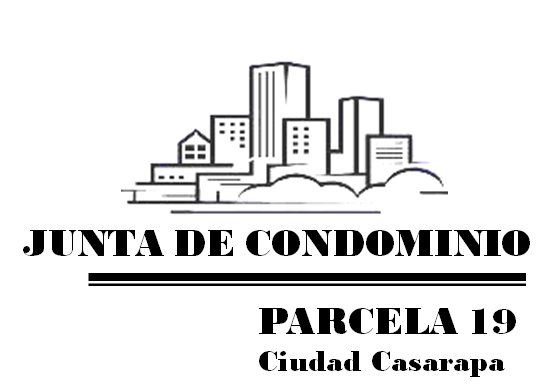 JUNTA DE CONDOMINIO
PARCELA 19
Ciudad Casarapa